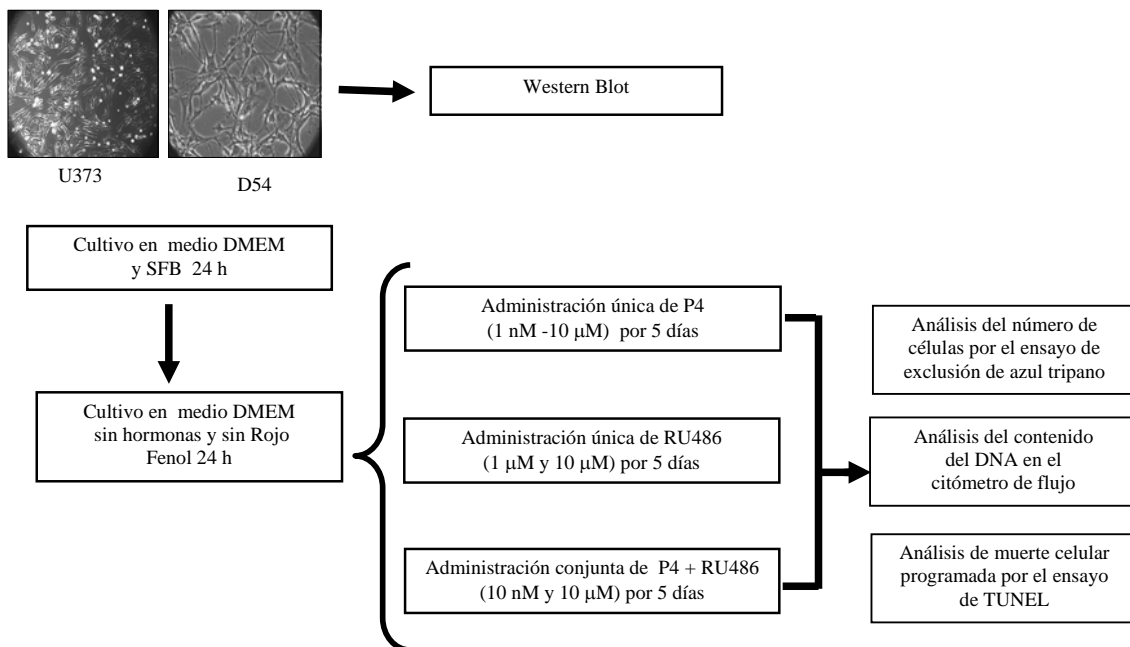 U373
D54
Western Blot
Cultivo en medio DMEM
y SFB 24 h
Cultivo en medio DMEM
sin hormonas y sin Rojo
Fenol 24 h
Administración única de P4
(1 nM -10 μM) por 5 días
Administración única de RU486
(1 μM y 10 μM) por 5 días
Administración conjunta de P4 + RU486
(10 nM y 10 μM) por 5 días
Análisis del número de
células por el ensayo de
exclusión de azul tripano
Análisis del contenido
del DNA en el
citómetro de flujo
Análisis de muerte celular
programada por el ensayo
de TUNEL